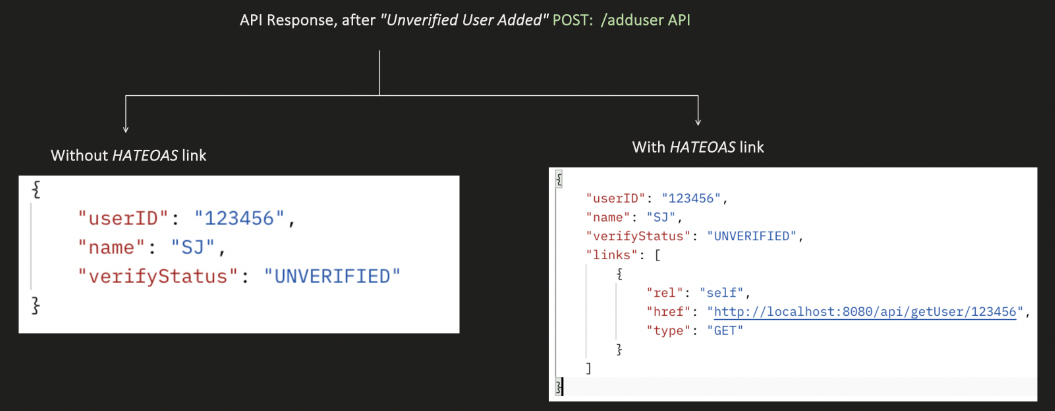 API Response, after "Unverified User Added" POST: /adduser API
Without HATEOAS link
{
"userID": "123456",
"name": "SJ",
"verifyStatus": "UNVERIFIED"
}
With HATEOAS link
{
"userID": "123456",
"name": "SJ",
"verifyStatus": "UNVERIFIED",
"links": [
{
"rel": "self",
"href": "http://localhost:8080/api/getUser/123456",
"type": "GET"
}
]
}